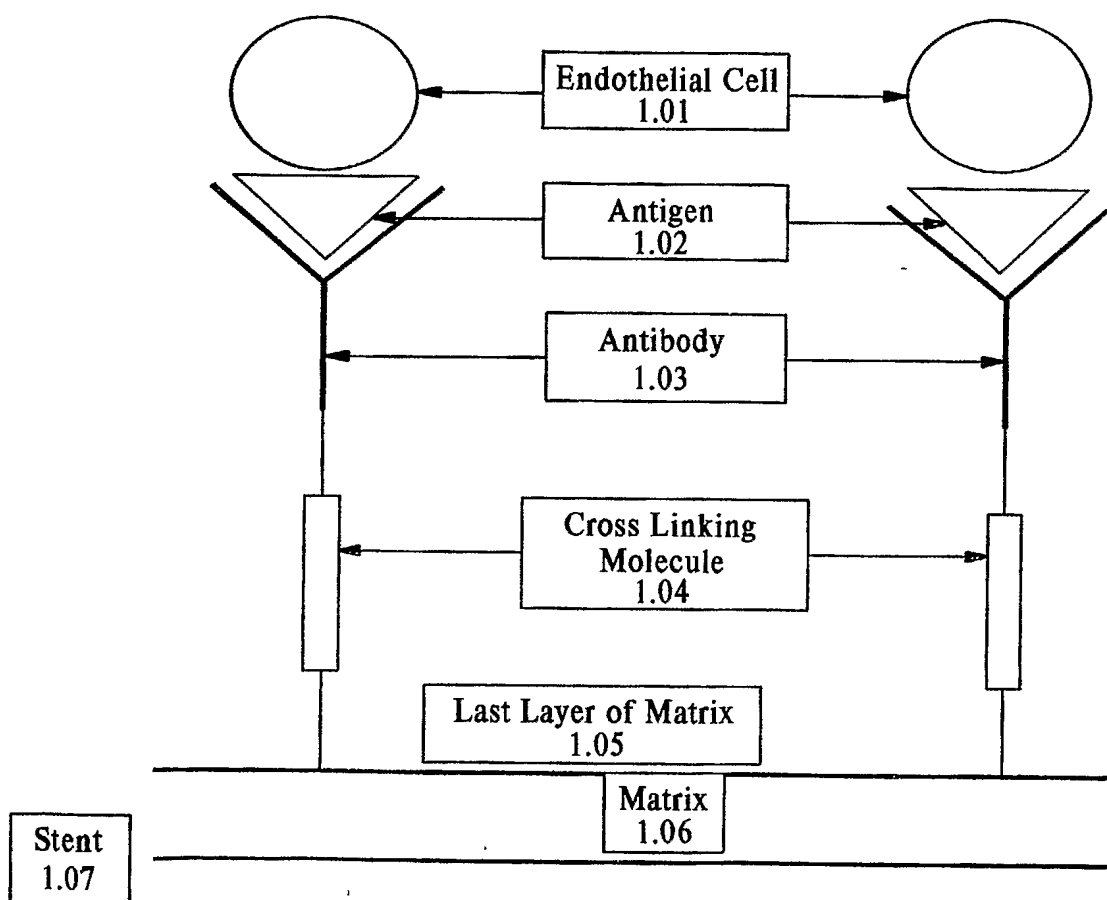 Endothelial Cell
1.01
Antigen
1.02
Antibody
1.03
Cross Linking
Molecule
1.04
Last Layer of Matrix
1.05
Matrix
1.06
Stent
1.07